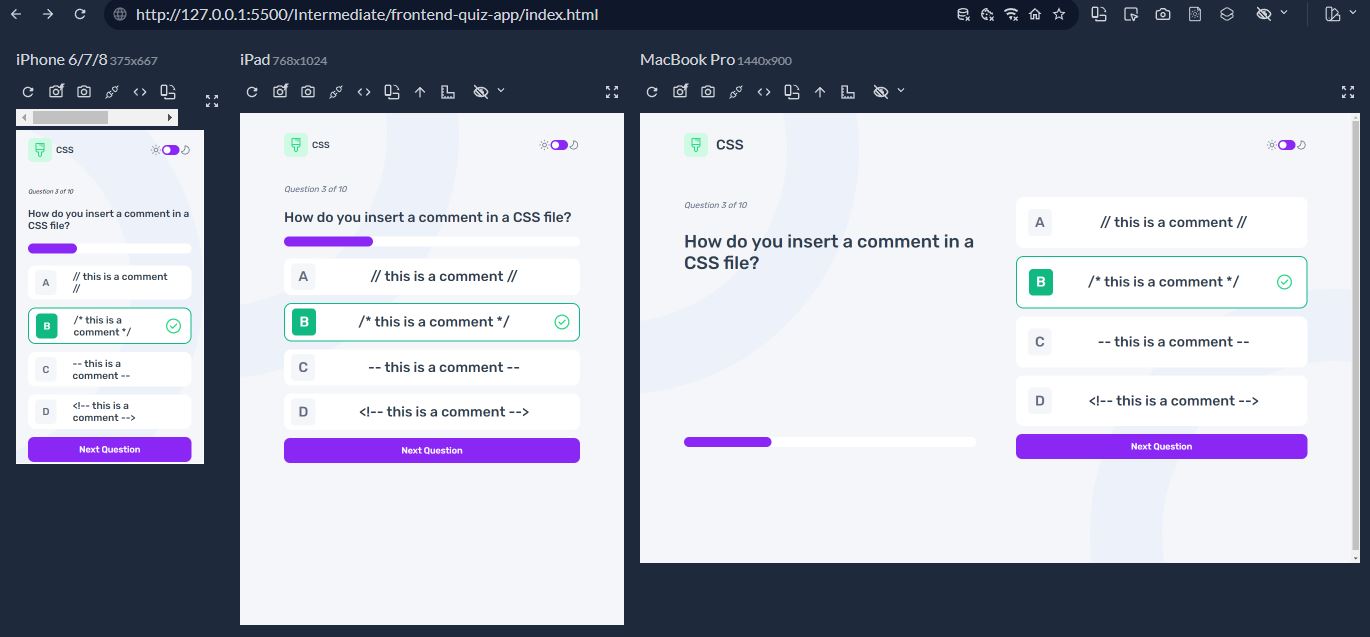 http://127.0.0.1:5500/Intermediate/frontend-quiz-app/index.html
iPhone 6/7/8 375x667
CSS
Question 3 of 10
How do you insert a comment in a
CSS file?
A
// this is a comment
//
B
/* this is a
comment */
C
-- this is a
comment --
D
<!-- this is a
comment -->
Next Question
iPad 768x1024
CSS
Question 3 of 10
How do you insert a comment in a CSS file?
A // this is a comment //
B /* this is a comment */
C -- this is a comment --
D <!-- this is a comment -->
Next Question
MacBook Pro 1440x900
CSS
Question 3 of 10
How do you insert a comment in a
CSS file?
A // this is a comment //
B /* this is a comment */
C -- this is a comment --
D <!-- this is a comment -->
Next Question